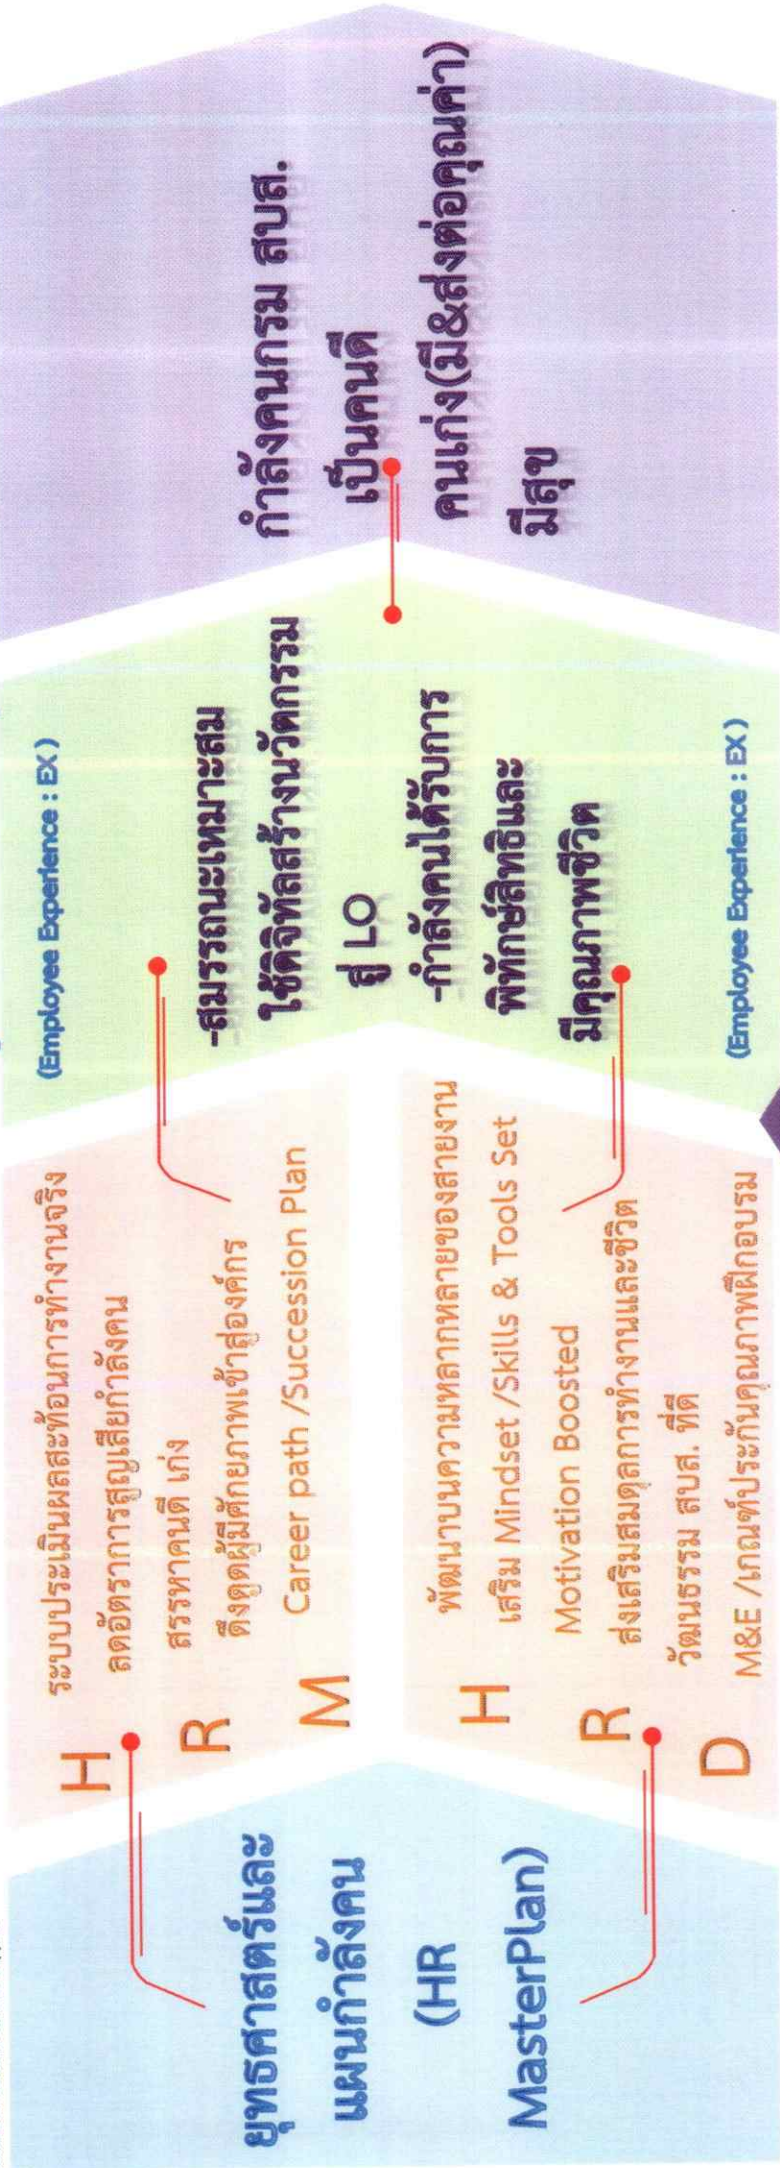 ยุทธศาสตร์และ
แผนกำลังคน
(HR
MasterPlan)
H
R
M
ระบบประเมินผลสะท้อนการทำงานจริง
ลดอัตราการสูญเสียกำลังคน
สรรหาคนดี เก่ง
ดึงดูดผู้มีศักยภาพเข้าสู่องค์กร
Career path /Succession Plan
H
R
D
พัฒนาบนความหลากหลายของสายงาน
เสริม Mindset /Skills & Tools Set
Motivation Boosted
ส่งเสริมสมดุลการทำงานและชีวิต
วัฒนธรรม สบส. ที่ดี
M&E /เกณฑ์ประกันคุณภาพฝึกอบรม
(Employee Experience : EX )
-สมรรถนะเหมาะสม
ใช้ดิจิทัลสร้างนวัตกรรม
สู่ LO
-กำลังคนได้รับการ
พิทักษ์สิทธิและ
มีคุณภาพชีวิต
(Employee Experience : EX )
กำลังคนกรม สบส.
เป็นคนดี
คนเก่ง(มี&ส่งต่อคุณค่า)
มีสุข